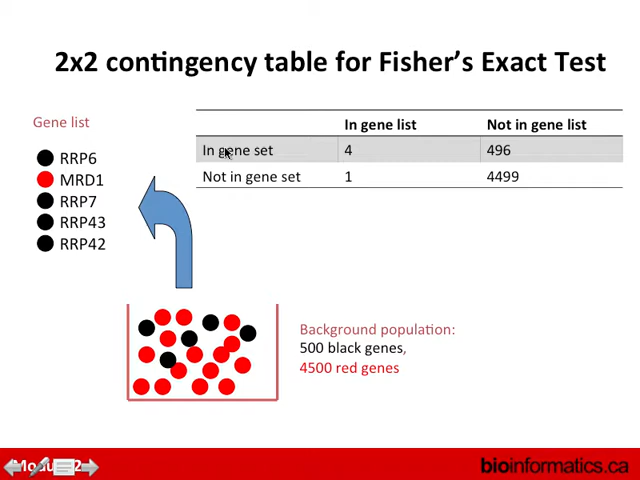 2x2 contingency table for Fisher's Exact Test
Gene list
RRP6
MRD1
RRP7
RRP43
RRP42
In gene list Not in gene list
In gene set 4 496
Not in gene set 1 4499
Background population:
500 black genes,
4500 red genes
bioinformatics.ca